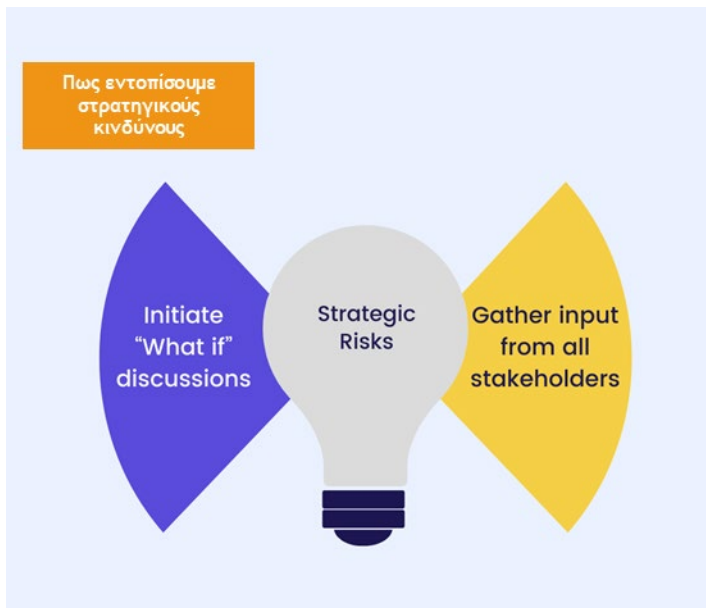 Πως εντοπίσουμε
στρατηγικούς
κινδύνους
Initiate
“What if”
discussions
Strategic
Risks
Gather input
from all
stakeholders